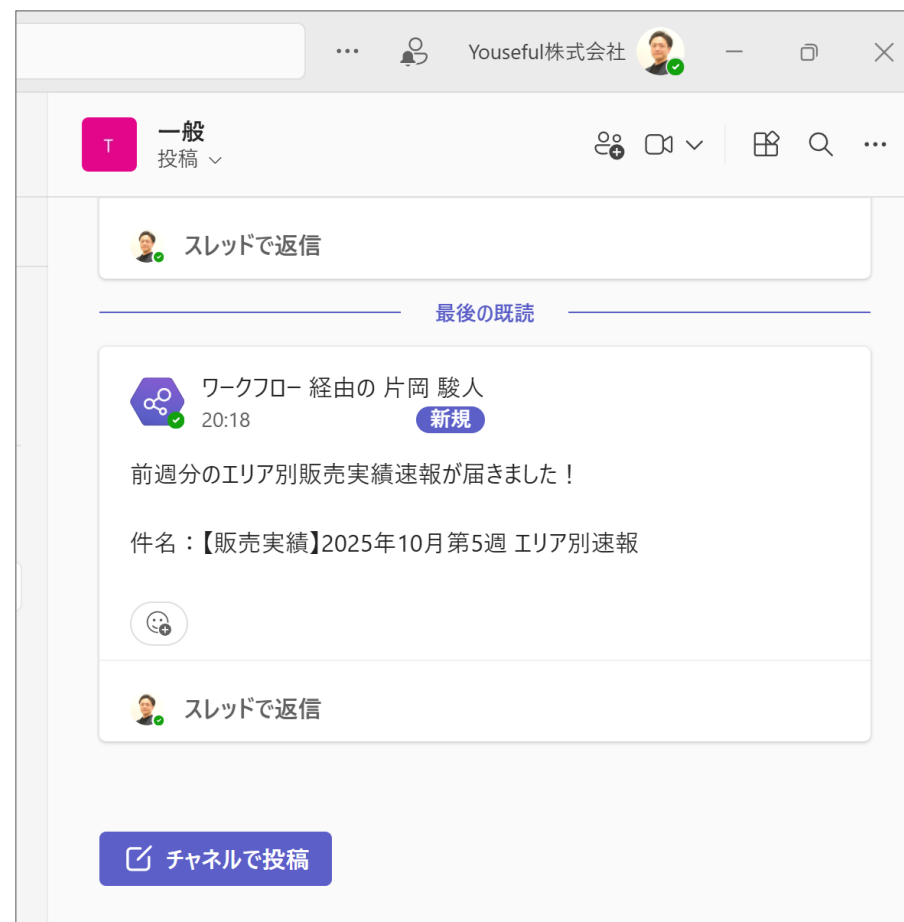 Youseful株式会社
T
一般
投稿
スレッドで返信
最後の既読
ワークフロー 経由の 片岡 駿人
20:18
新規
前週分のエリア別販売実績速報が届きました！
件名：【販売実績】2025年10月第5週 エリア別速報
スレッドで返信
チャネルで投稿